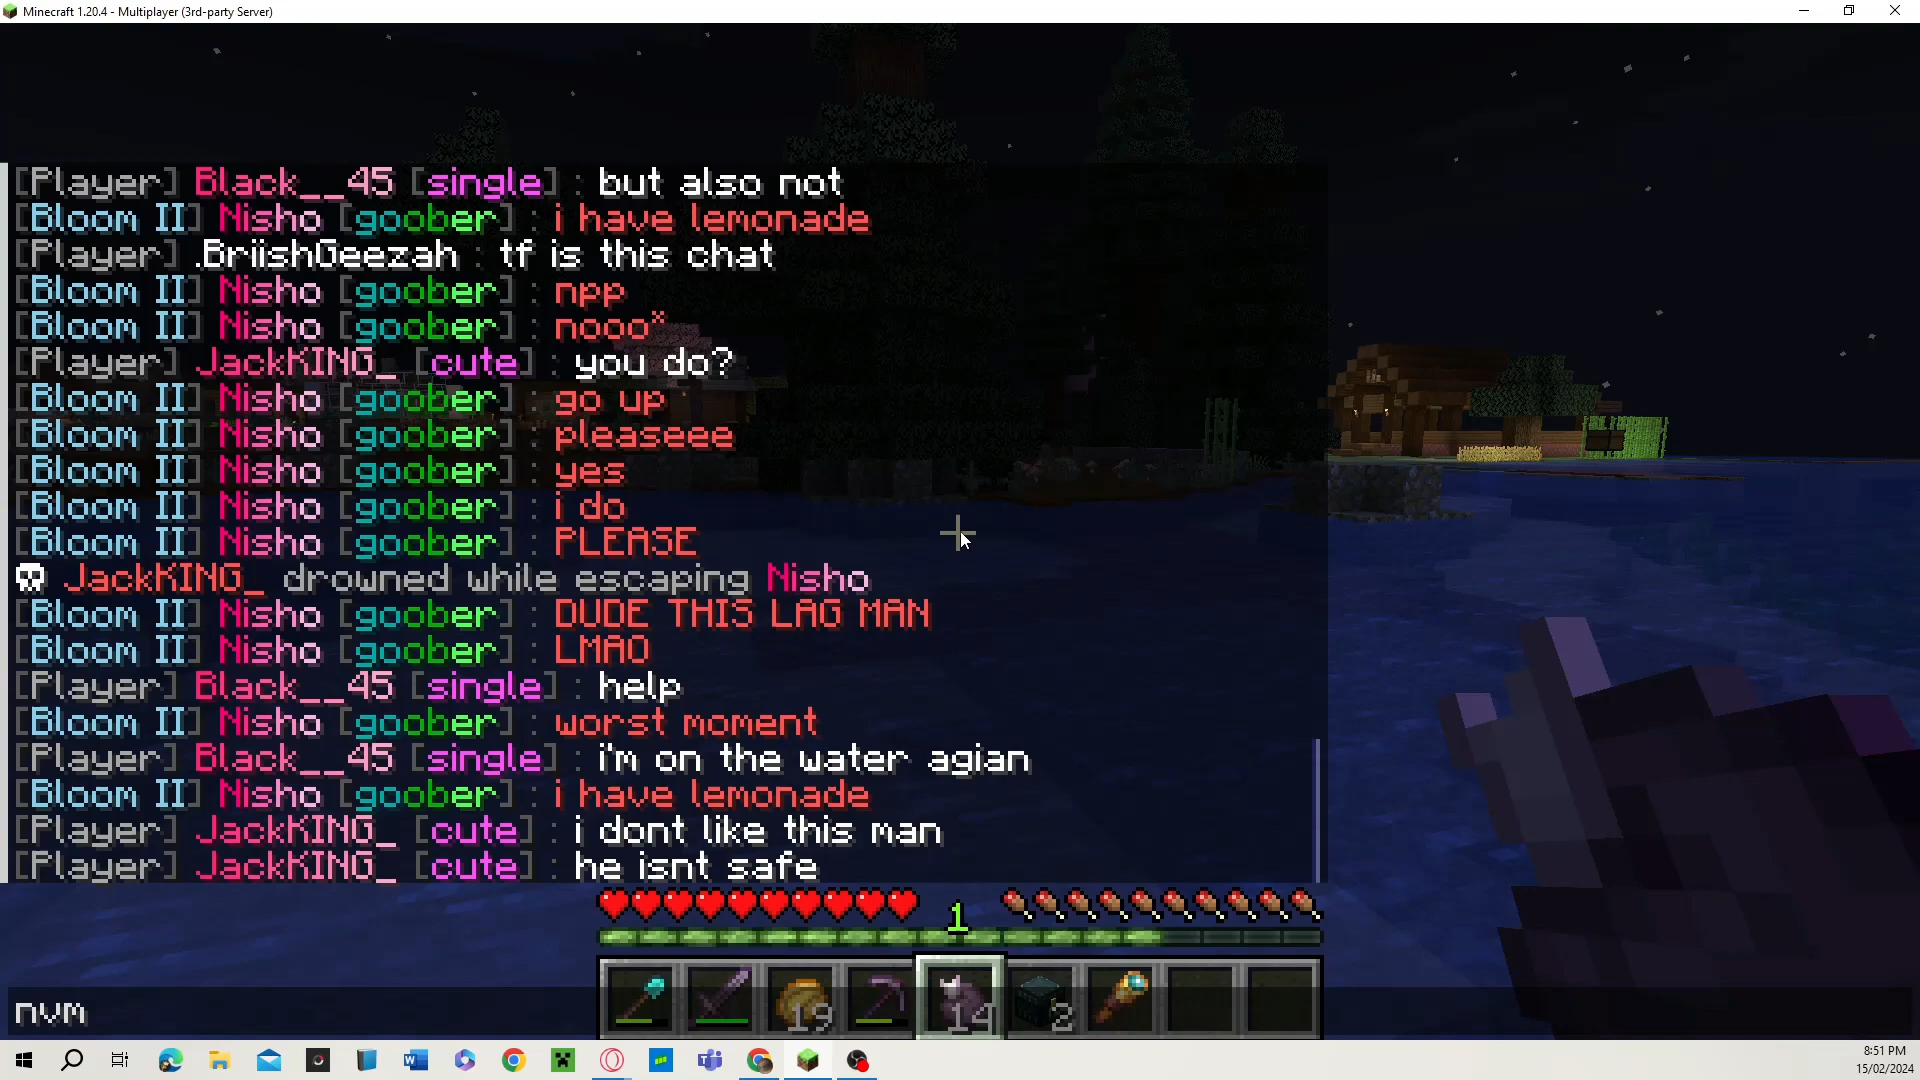 Minecraft 1.20.4 - Multiplayer (3rd-party Server)
[Player] Black__45 [single] : but also not
[Bloom II] Nisho [goober] : i have lemonade
[Player] .BriishGeezah : tf is this chat
[Bloom II] Nisho [goober] : npp
[Bloom II] Nisho [goober] : nooo*
[Player] JackKING_ [cute] : you do?
[Bloom II] Nisho [goober] : go up
[Bloom II] Nisho [goober] : pleaseee
[Bloom II] Nisho [goober] : yes
[Bloom II] Nisho [goober] : i do
[Bloom II] Nisho [goober] : PLEASE
☠ JackKING_ drowned while escaping Nisho
[Bloom II] Nisho [goober] : DUDE THIS LAG MAN
[Bloom II] Nisho [goober] : LMAO
[Player] Black__45 [single] : help
[Bloom II] Nisho [goober] : worst moment
[Player] Black__45 [single] : i'm on the water agian
[Bloom II] Nisho [goober] : i have lemonade
[Player] JackKING_ [cute] : i dont like this man
[Player] JackKING_ [cute] : he isnt safe
1
19 14 2
nvm
8:51 PM
15/02/2024